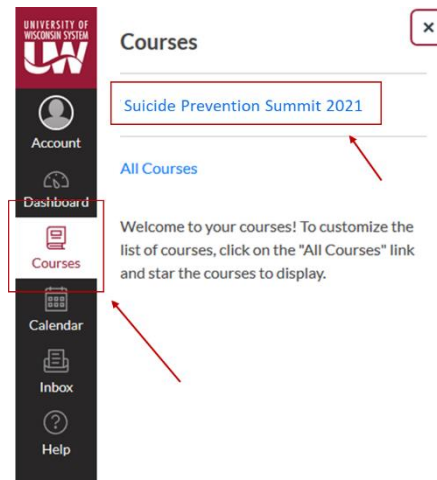 UNIVERSITY OF
WISCONSIN SYSTEM
UW
Account
Dashboard
Courses
Calendar
Inbox
Help
Courses
×
Suicide Prevention Summit 2021
All Courses
Welcome to your courses! To customize the
list of courses, click on the "All Courses" link
and star the courses to display.